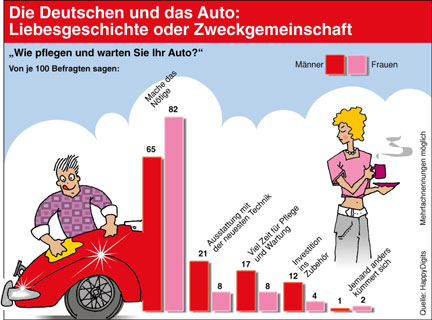 Die Deutschen und das Auto:
Liebesgeschichte oder Zweckgemeinschaft
„Wie pflegen und warten Sie Ihr Auto?"
Von je 100 Befragten sagen:
Männer
Frauen
Mache das
Nötige
65
82
Ausstattung mit
der neuesten Technik
21
8
Viel Zeit für Pflege
und Wartung
17
8
Investition
ins
Zubehör
12
4
Jemand anders
kümmert sich
1
2
Mehrfachnennungen möglich
Quelle: HappyDigits